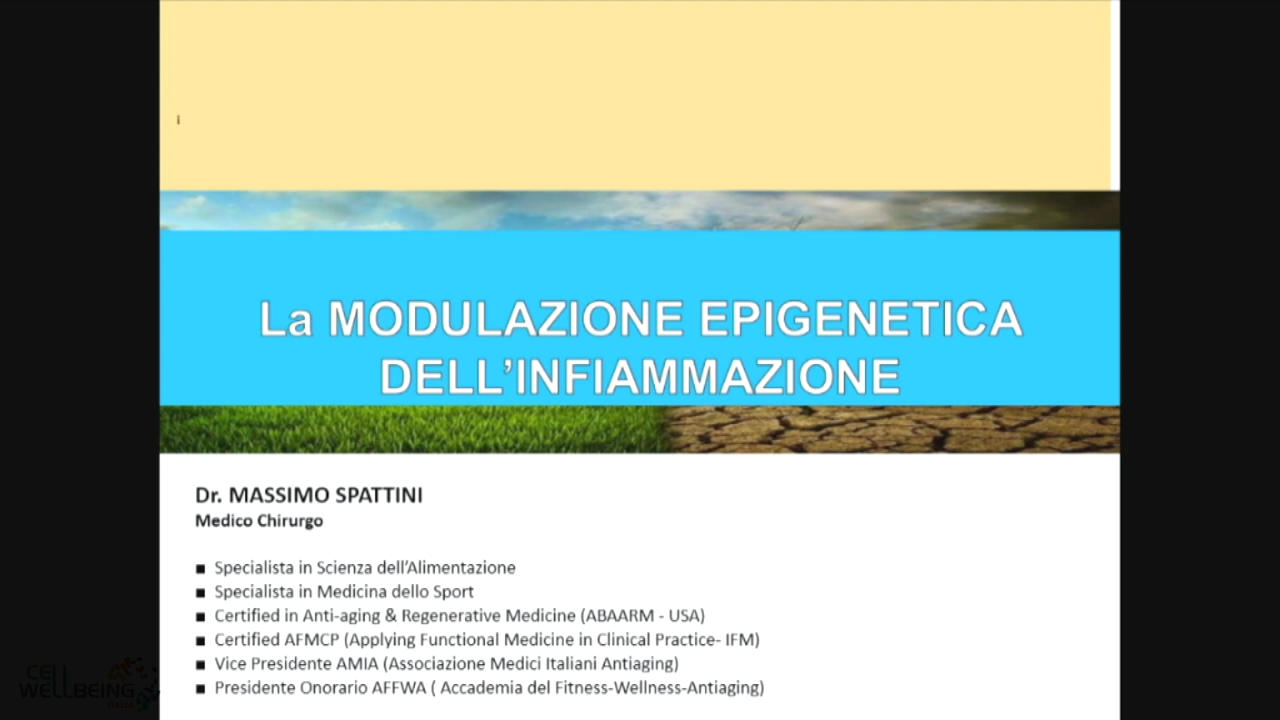 i
La MODULAZIONE EPIGENETICA
DELL’INFIAMMAZIONE
Dr. MASSIMO SPATTINI
Medico Chirurgo
■ Specialista in Scienza dell’Alimentazione
■ Specialista in Medicina dello Sport
■ Certified in Anti-aging & Regenerative Medicine (ABAARM - USA)
■ Certified AFMCP (Applying Functional Medicine in Clinical Practice- IFM)
■ Vice Presidente AMIA (Associazione Medici Italiani Antiaging)
■ Presidente Onorario AFFWA ( Accademia del Fitness-Wellness-Antiaging)
CELL
WELLBEING